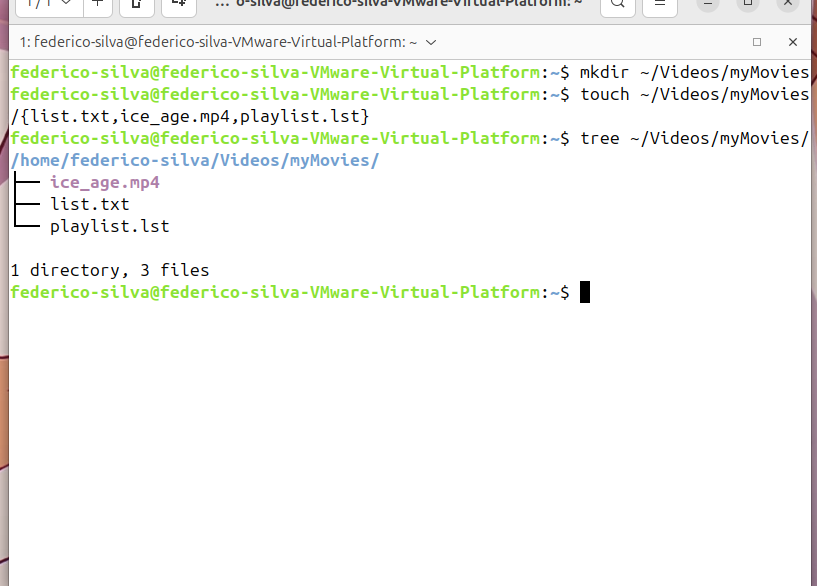 1 / 1
... o-silva@federico-silva-VMware-Virtual-Platform: ~
1: federico-silva@federico-silva-VMware-Virtual-Platform: ~
federico-silva@federico-silva-VMware-Virtual-Platform:~$ mkdir ~/Videos/myMovies
federico-silva@federico-silva-VMware-Virtual-Platform:~$ touch ~/Videos/myMovies
/{list.txt,ice_age.mp4,playlist.lst}
federico-silva@federico-silva-VMware-Virtual-Platform:~$ tree ~/Videos/myMovies/
/home/federico-silva/Videos/myMovies/
├── ice_age.mp4
├── list.txt
└── playlist.lst
1 directory, 3 files
federico-silva@federico-silva-VMware-Virtual-Platform:~$